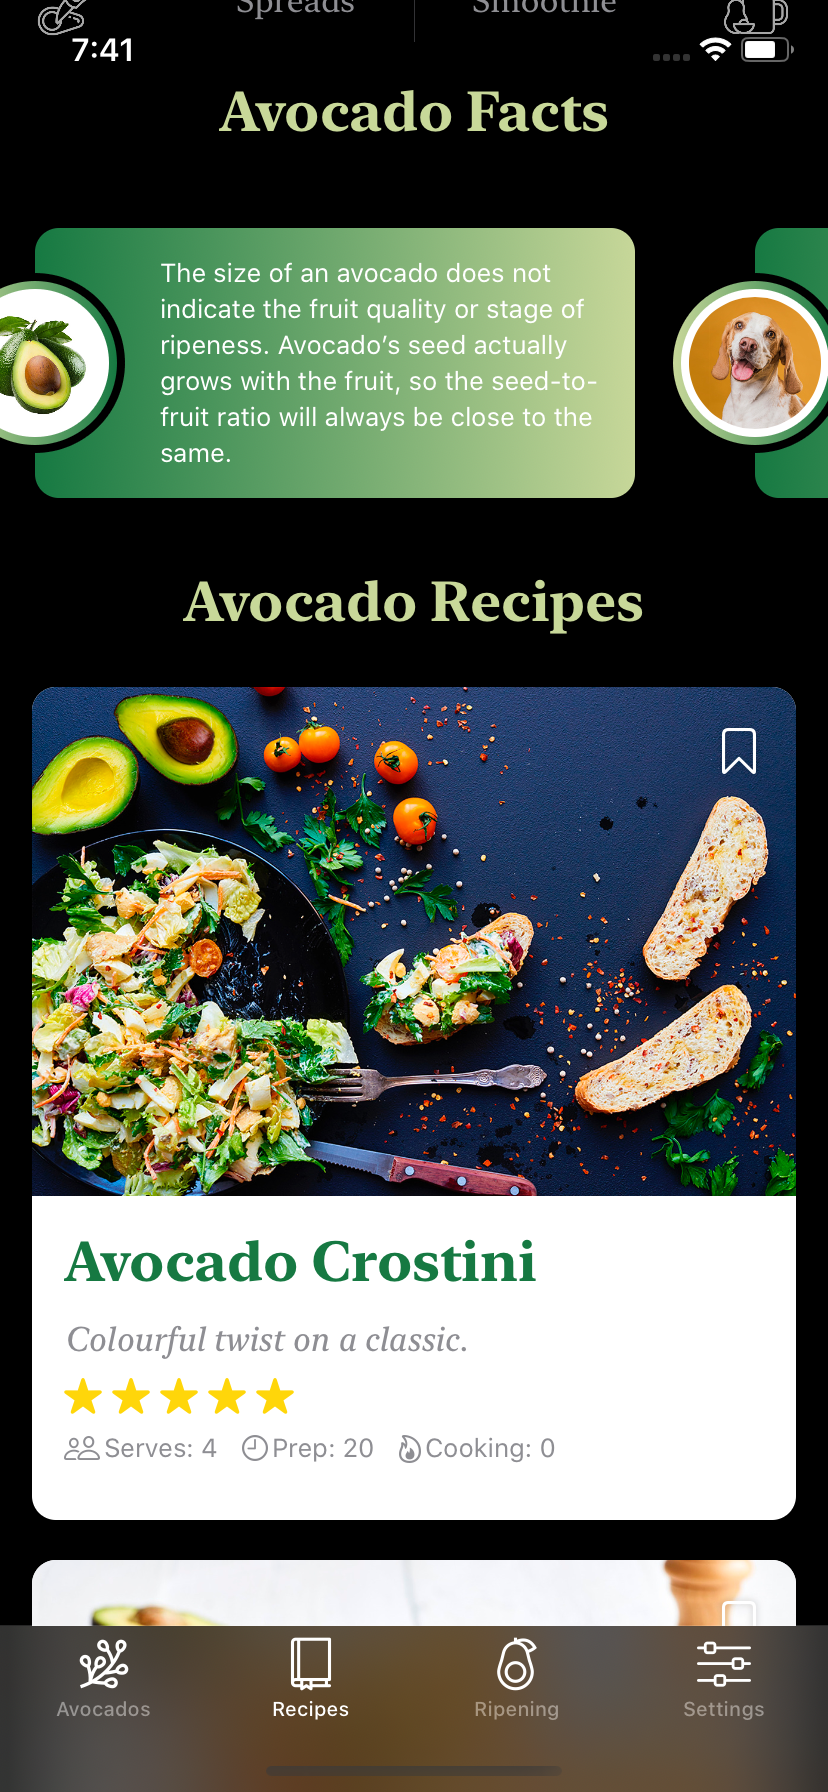 Spreads
Smoothie
7:41
Avocado Facts
The size of an avocado does not
indicate the fruit quality or stage of
ripeness. Avocado’s seed actually
grows with the fruit, so the seed-to-
fruit ratio will always be close to the
same.
Avocado Recipes
Avocado Crostini
Colourful twist on a classic.
Serves: 4 Prep: 20 Cooking: 0
Avocados Recipes Ripening Settings